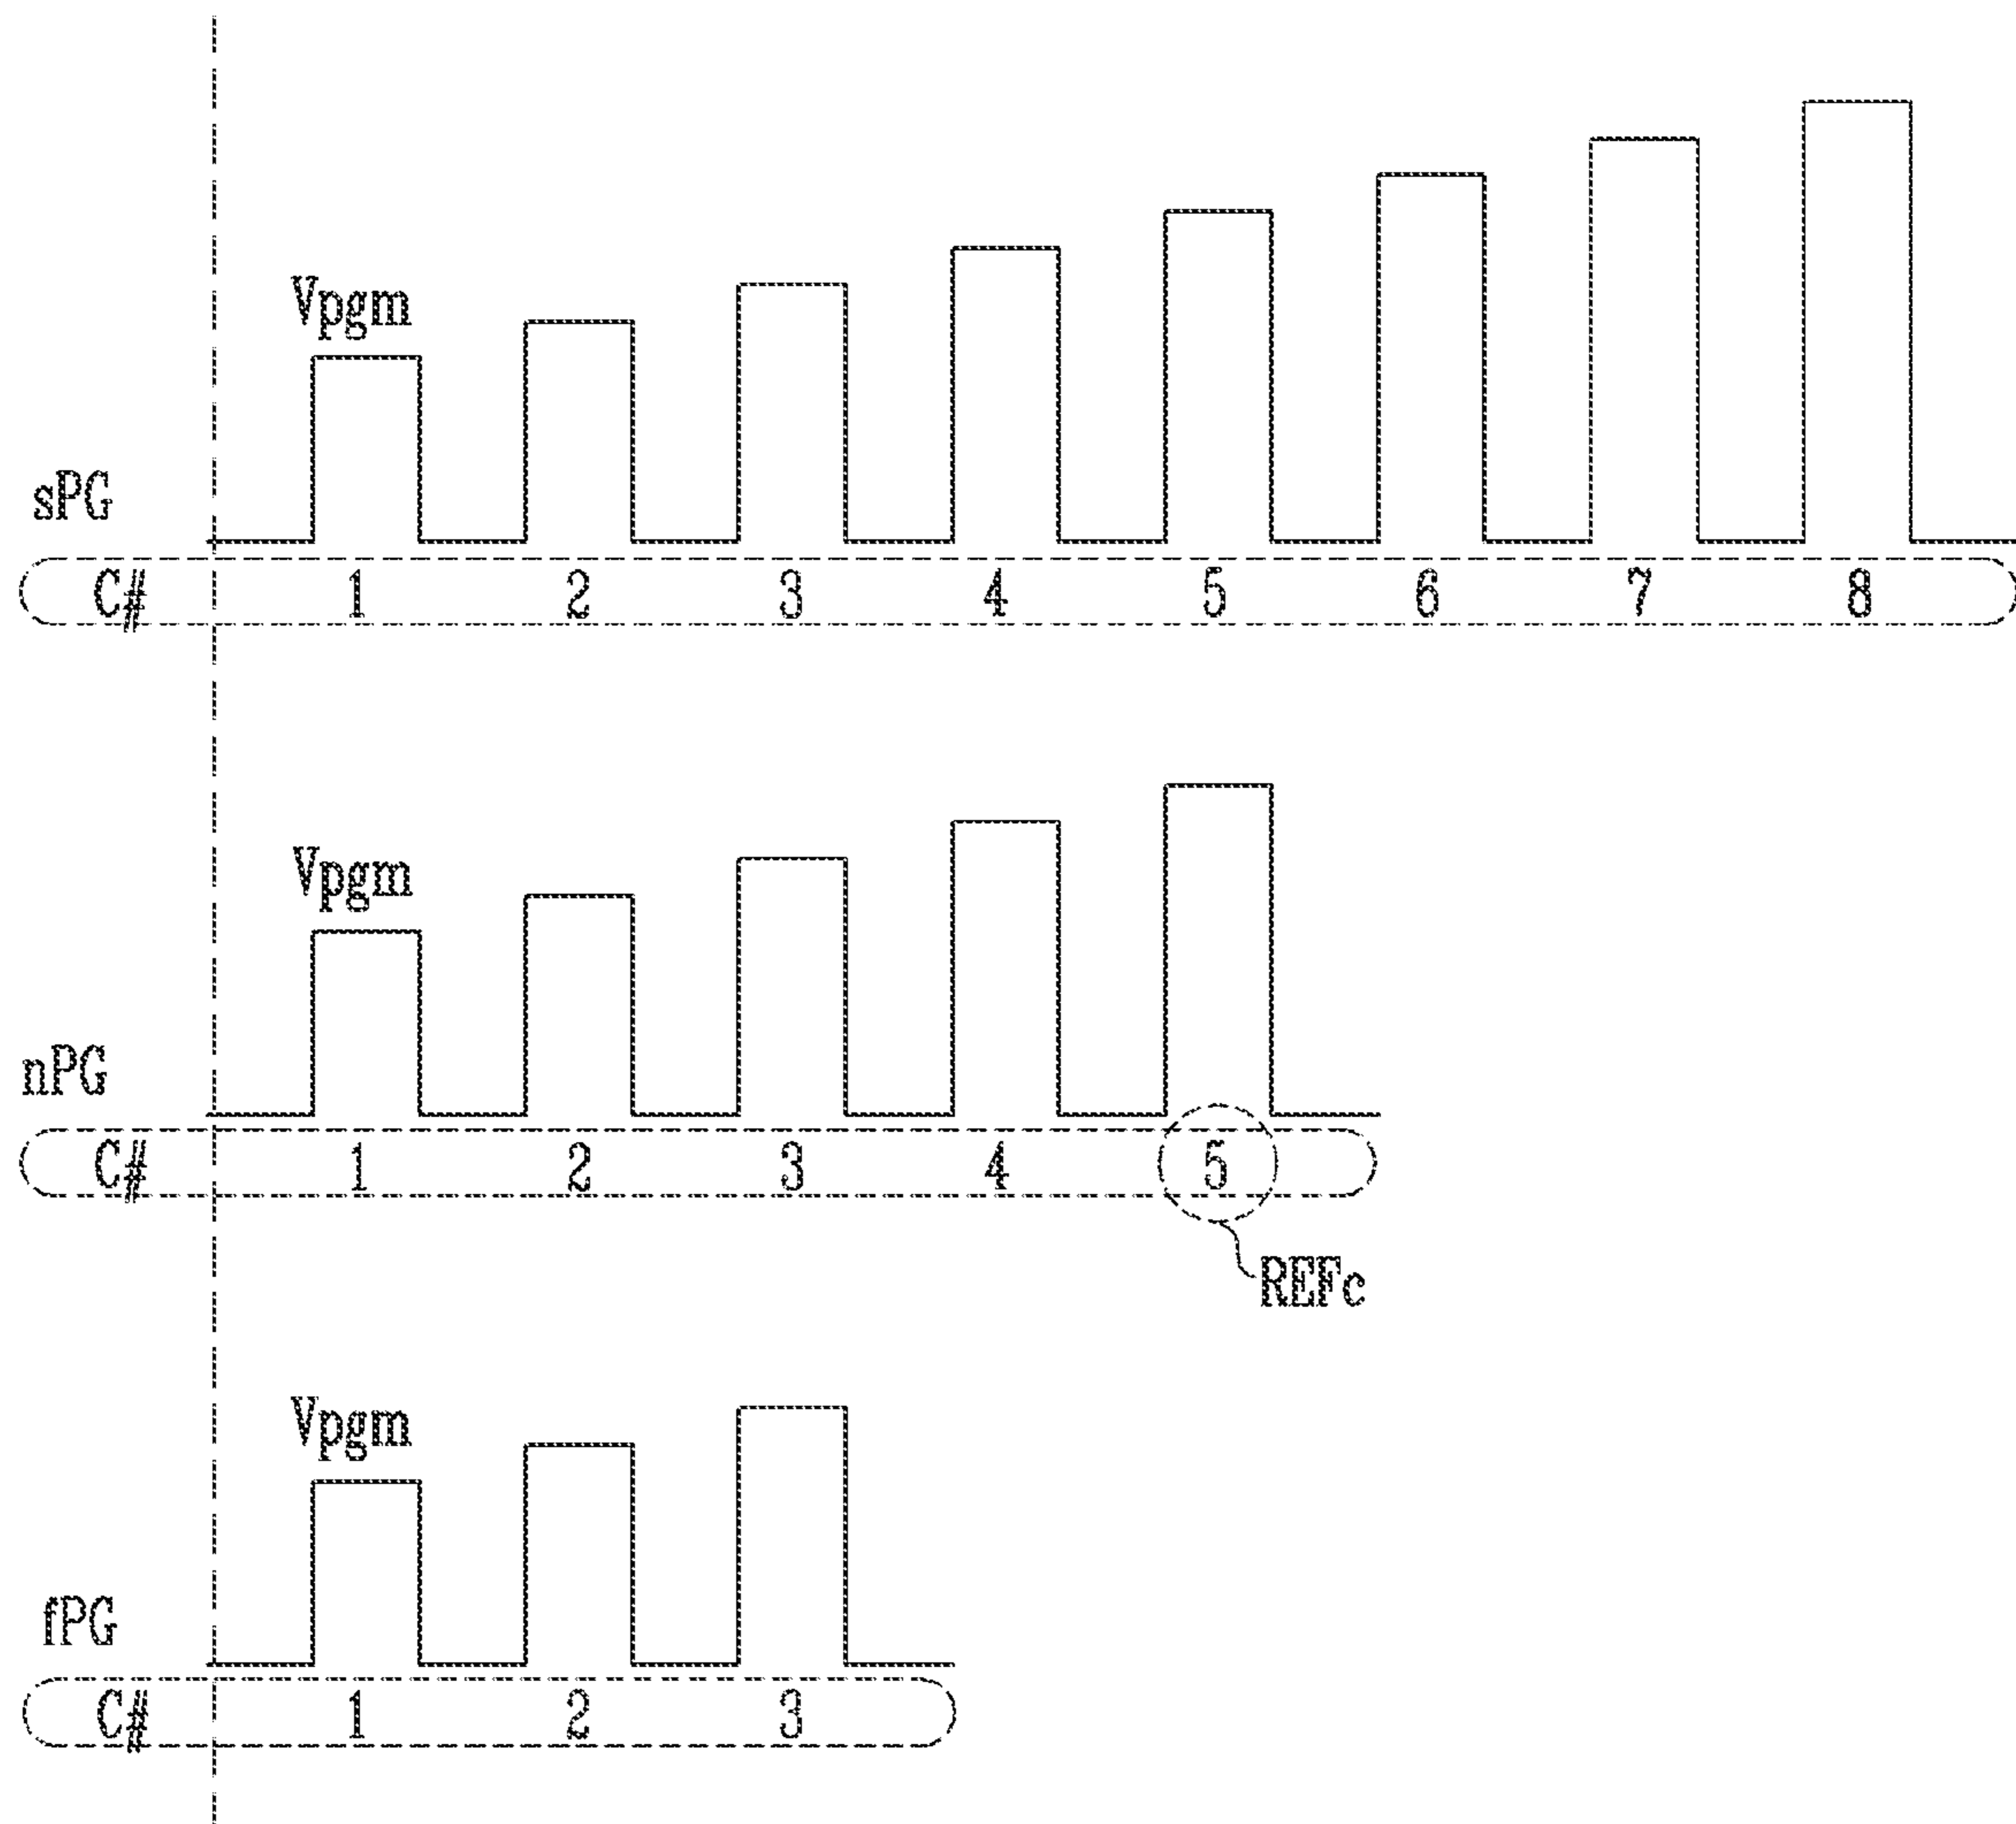 Vpgm
sPG
C# 1 2 3 4 5 6 7 8
Vpgm
nPG
C# 1 2 3 4 5
REFc
Vpgm
fPG
C# 1 2 3